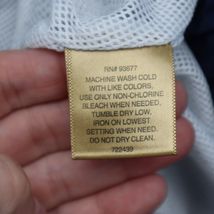 RN# 93677
MACHINE WASH COLD
WITH LIKE COLORS,
USE ONLY NON-CHLORINE
BLEACH WHEN NEEDED,
TUMBLE DRY LOW,
IRON ON LOWEST
SETTING WHEN NEED.
DO NOT DRY CLEAN.
722439